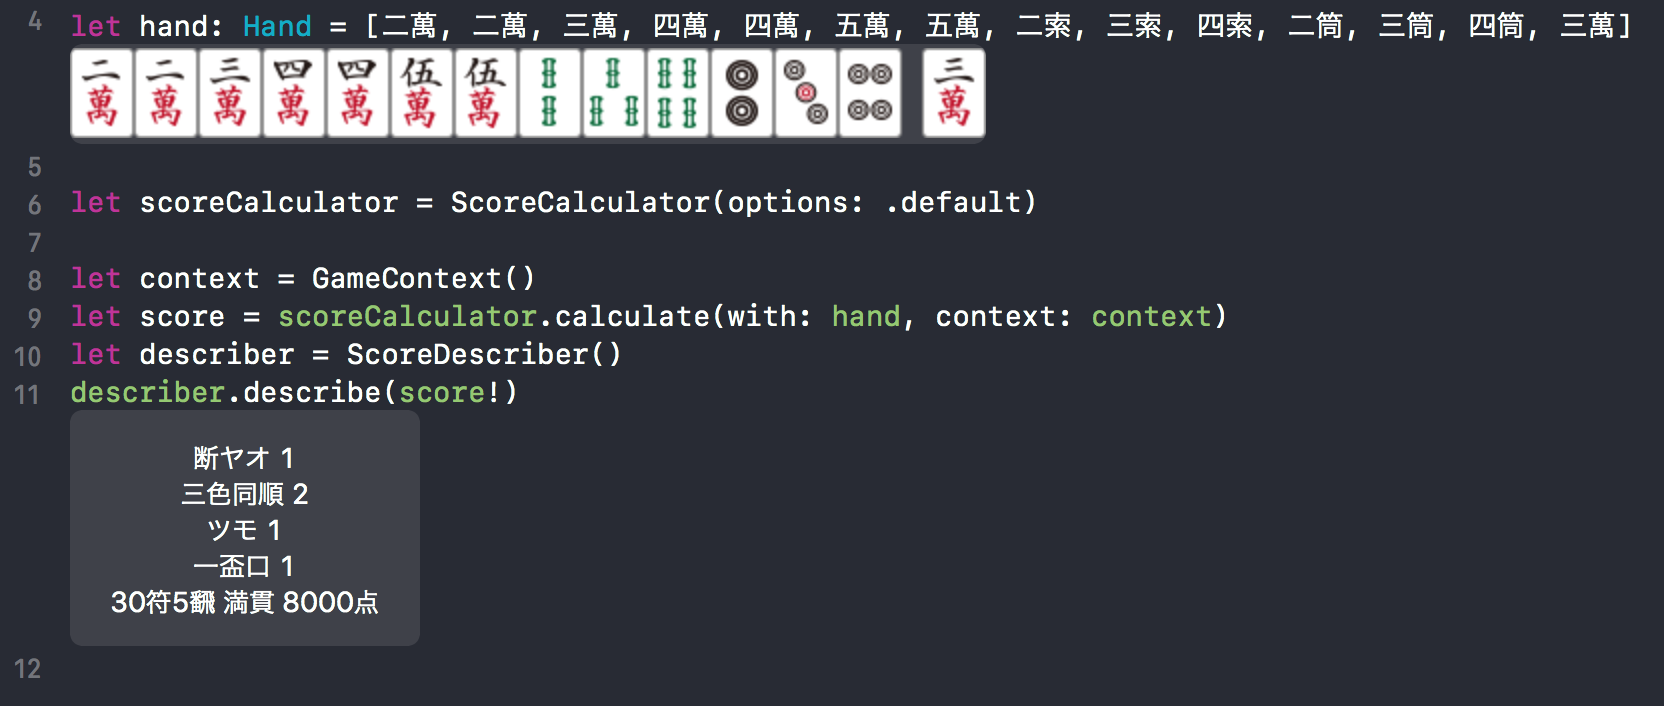 4 let hand: Hand = [二萬, 二萬, 三萬, 四萬, 四萬, 五萬, 五萬, 二索, 三索, 四索, 二筒, 三筒, 四筒, 三萬]
二萬 二萬 三萬 四萬 四萬 伍萬 伍萬 三萬
5
6 let scoreCalculator = ScoreCalculator(options: .default)
7
8 let context = GameContext()
9 let score = scoreCalculator.calculate(with: hand, context: context)
10 let describer = ScoreDescriber()
11 describer.describe(score!)
断ヤオ 1
三色同順 2
ツモ 1
一盃口 1
30符5飜 満貫 8000点
12